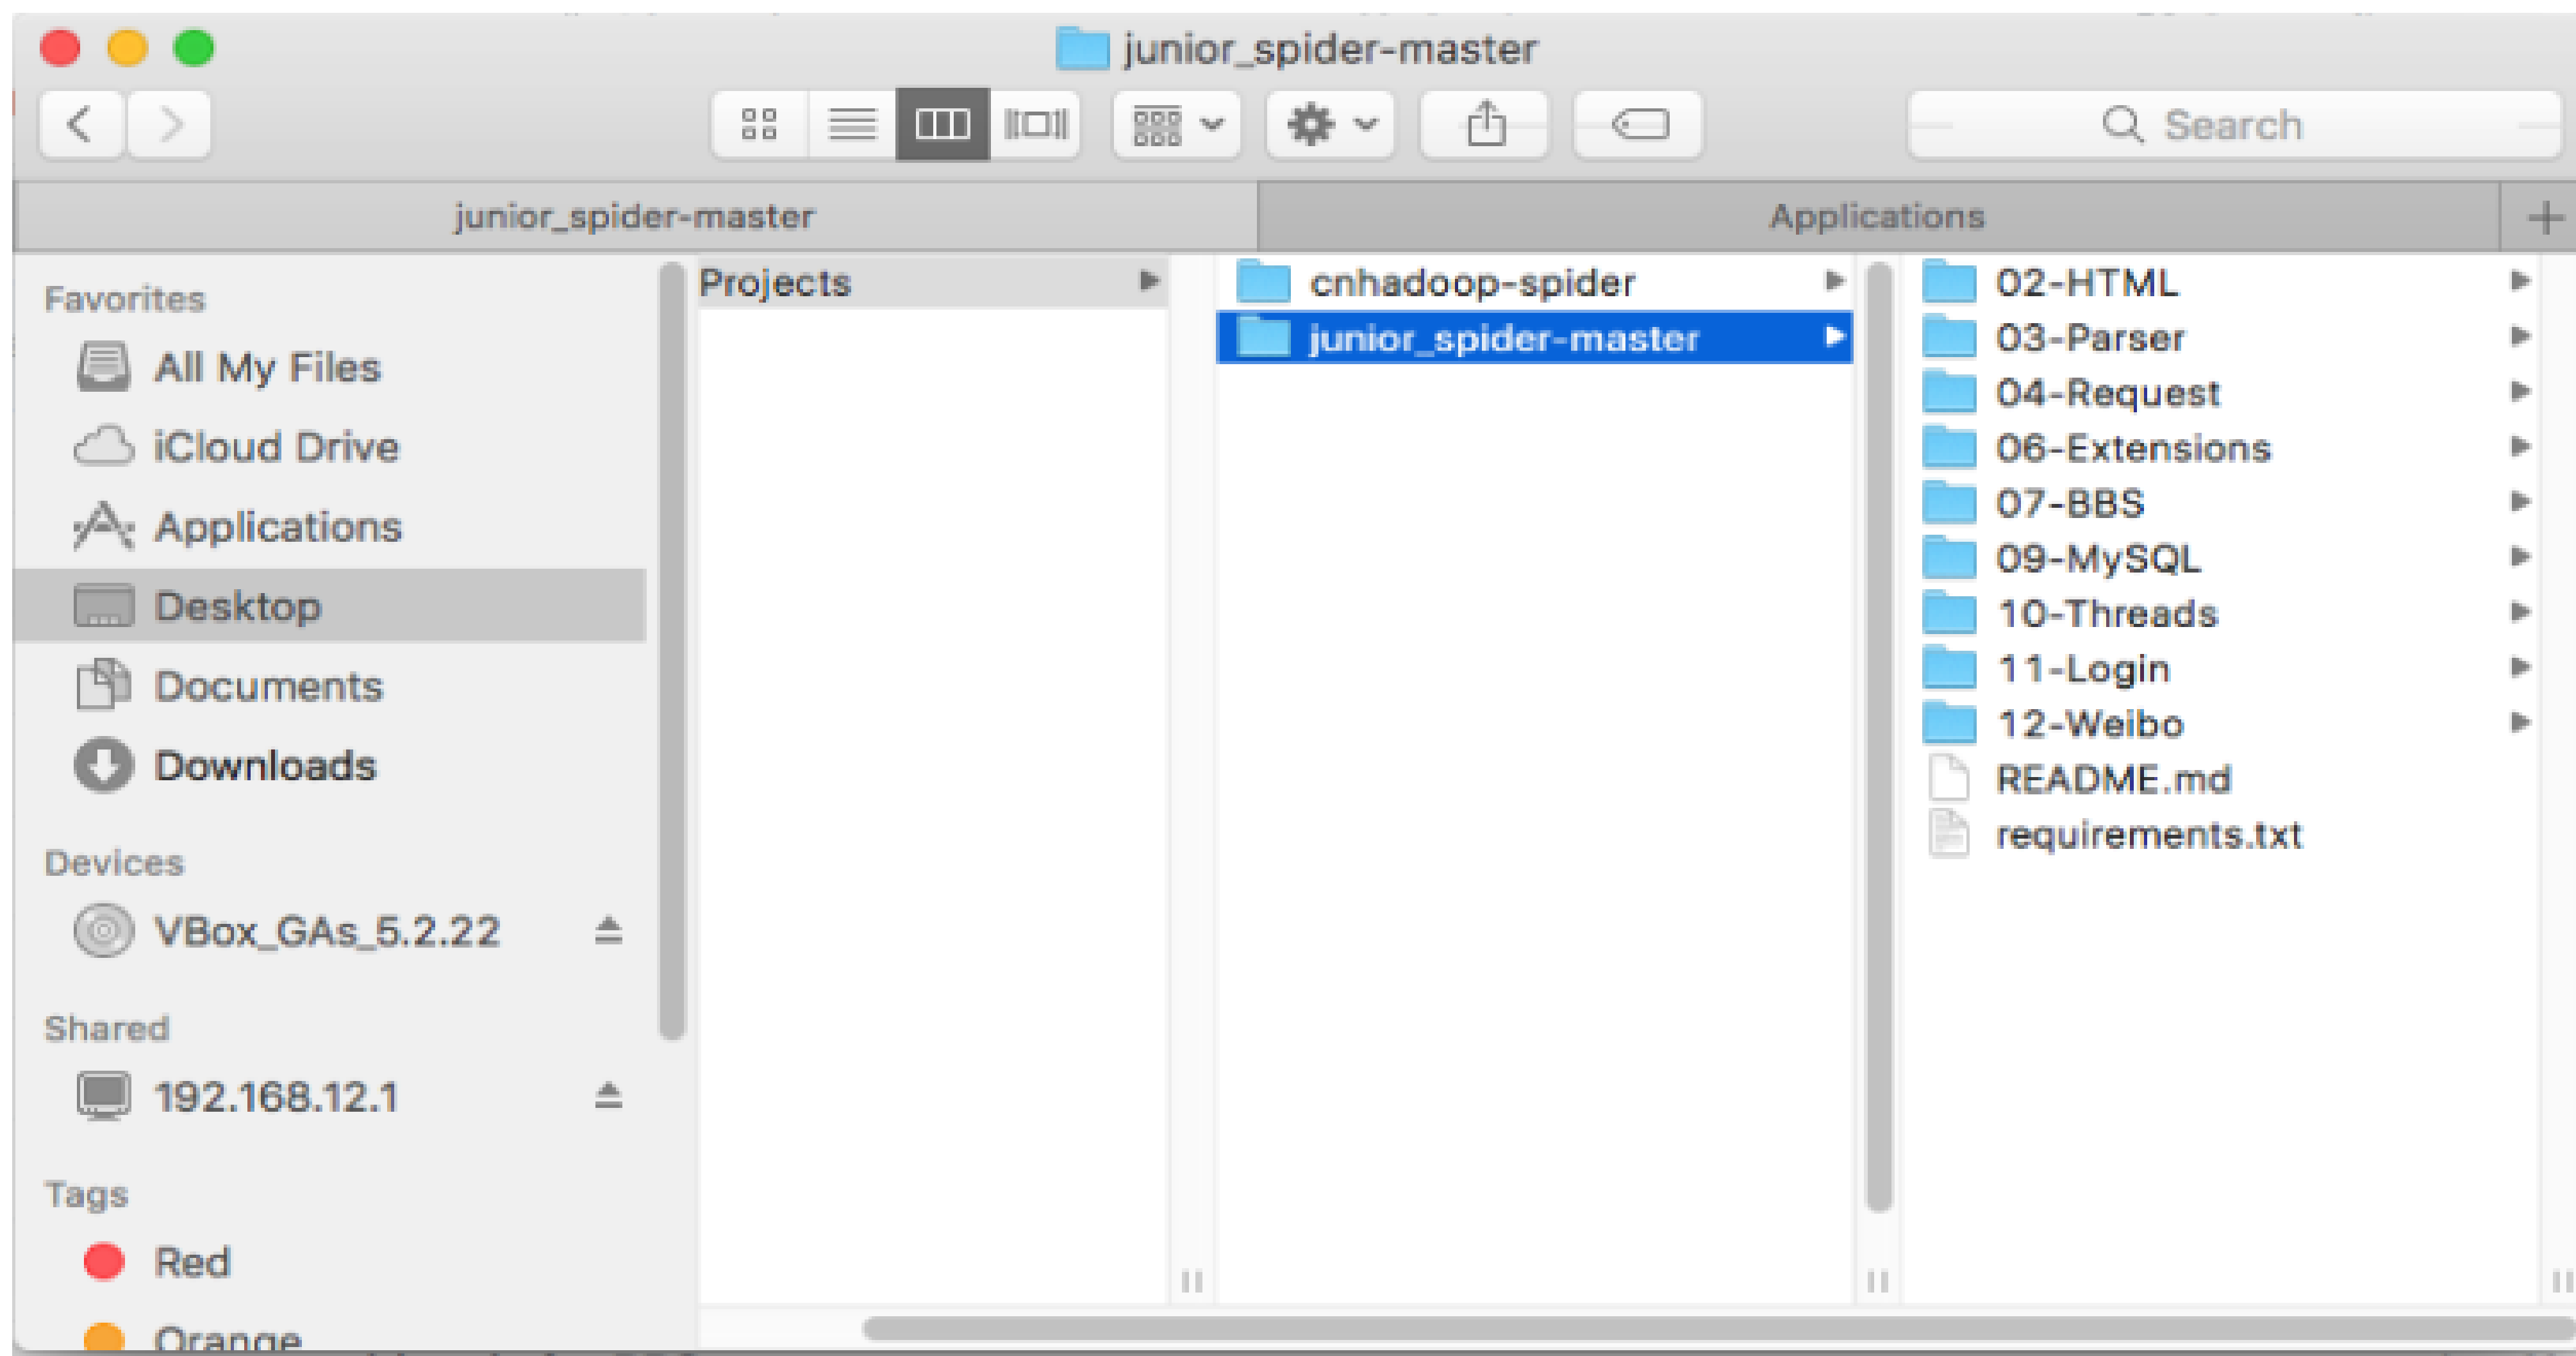 junior_spider-master
Search
junior_spider-master
Applications
Favorites
All My Files
iCloud Drive
Applications
Desktop
Documents
Downloads
Devices
VBox_GAs_5.2.22
Shared
192.168.12.1
Tags
Red
Orange
Projects
cnhadoop-spider
junior_spider-master
02-HTML
03-Parser
04-Request
06-Extensions
07-BBS
09-MySQL
10-Threads
11-Login
12-Weibo
README.md
requirements.txt